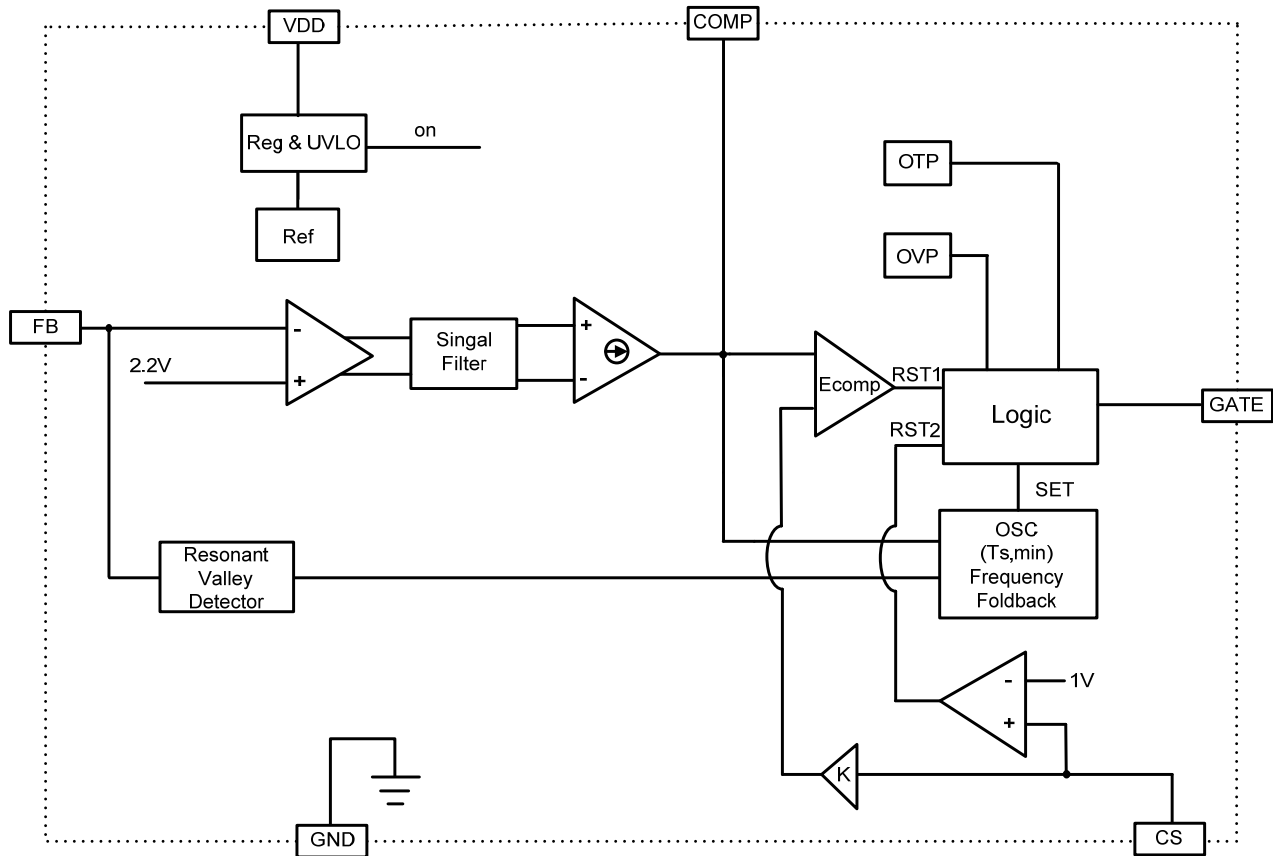 VDD
COMP
Reg & UVLO
on
Ref
OTP
OVP
FB
2.2V
-
+
Singal
Filter
+
-
Ecomp
RST1
RST2
Logic
GATE
SET
OSC
(Ts,min)
Frequency
Foldback
Resonant
Valley
Detector
-
1V
+
K
GND
CS